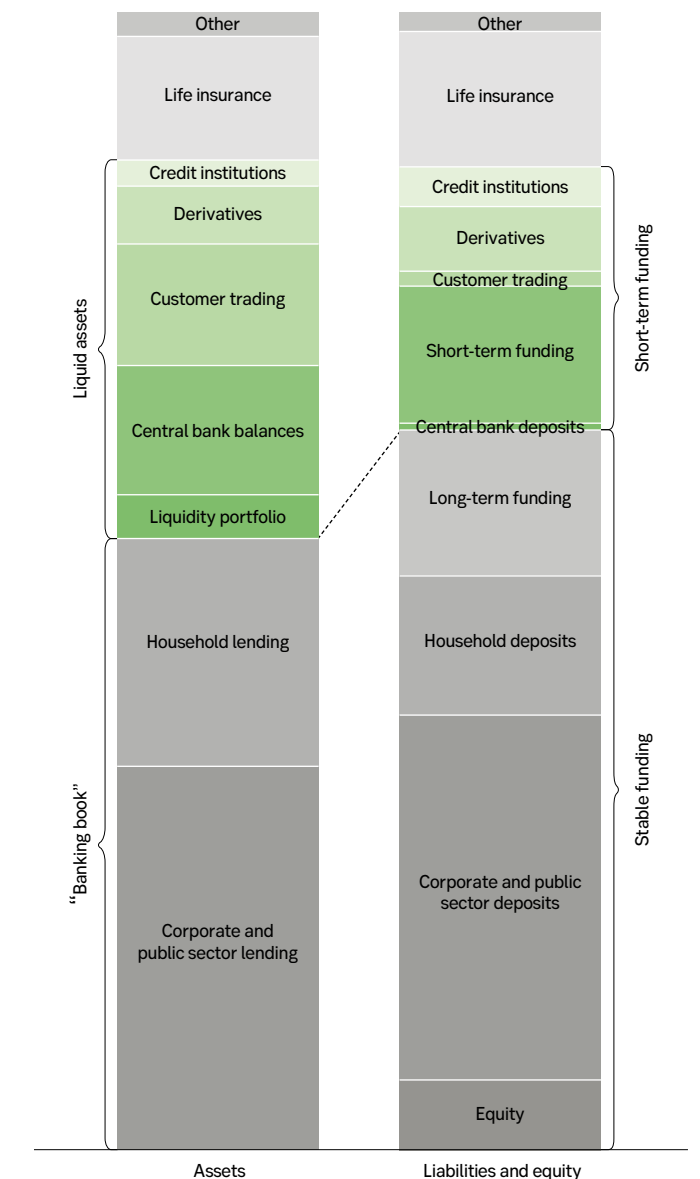 Other
Life insurance
Credit institutions
Derivatives
Customer trading
Central bank balances
Liquidity portfolio
Household lending
Corporate and
public sector lending
Liquid assets
“Banking book”
Assets
Other
Life insurance
Credit institutions
Derivatives
Customer trading
Short-term funding
Central bank deposits
Long-term funding
Household deposits
Corporate and public
sector deposits
Equity
Short-term funding
Stable funding
Liabilities and equity